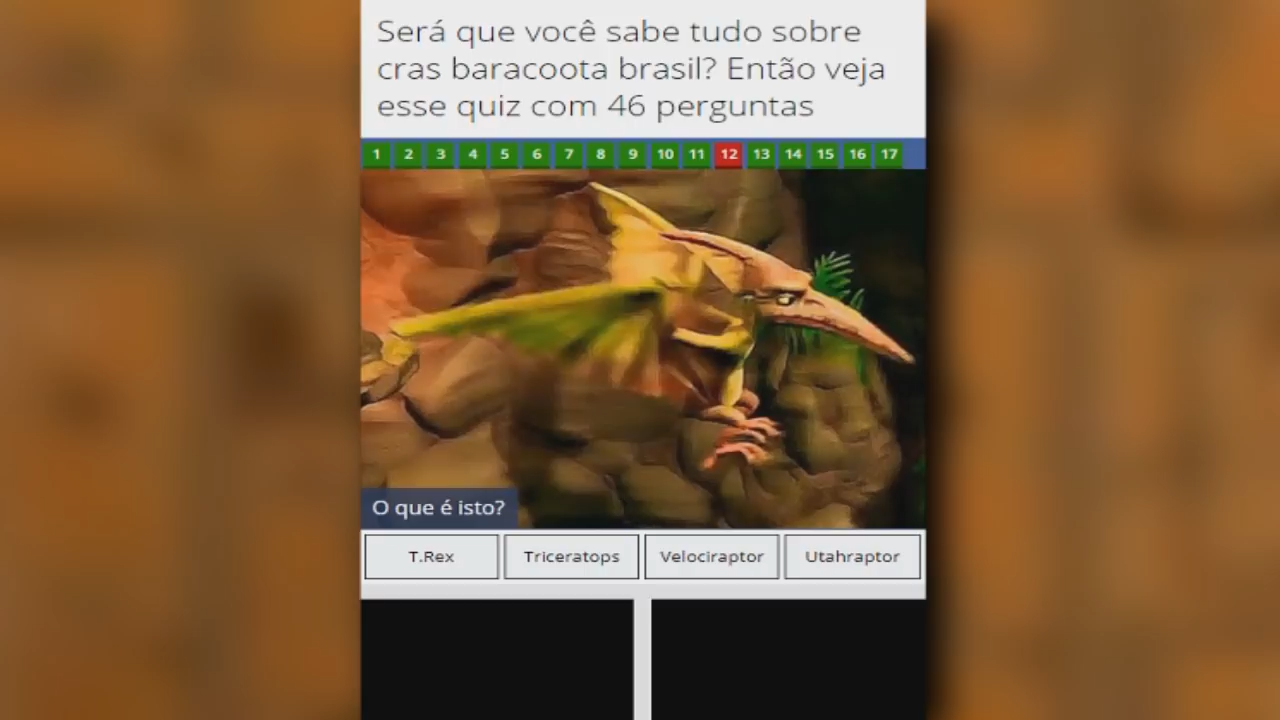 Será que você sabe tudo sobre
cras baracoota brasil? Então veja
esse quiz com 46 perguntas
1 2 3 4 5 6 7 8 9 10 11 12 13 14 15 16 17
O que é isto?
T.Rex Triceratops Velociraptor Utahraptor